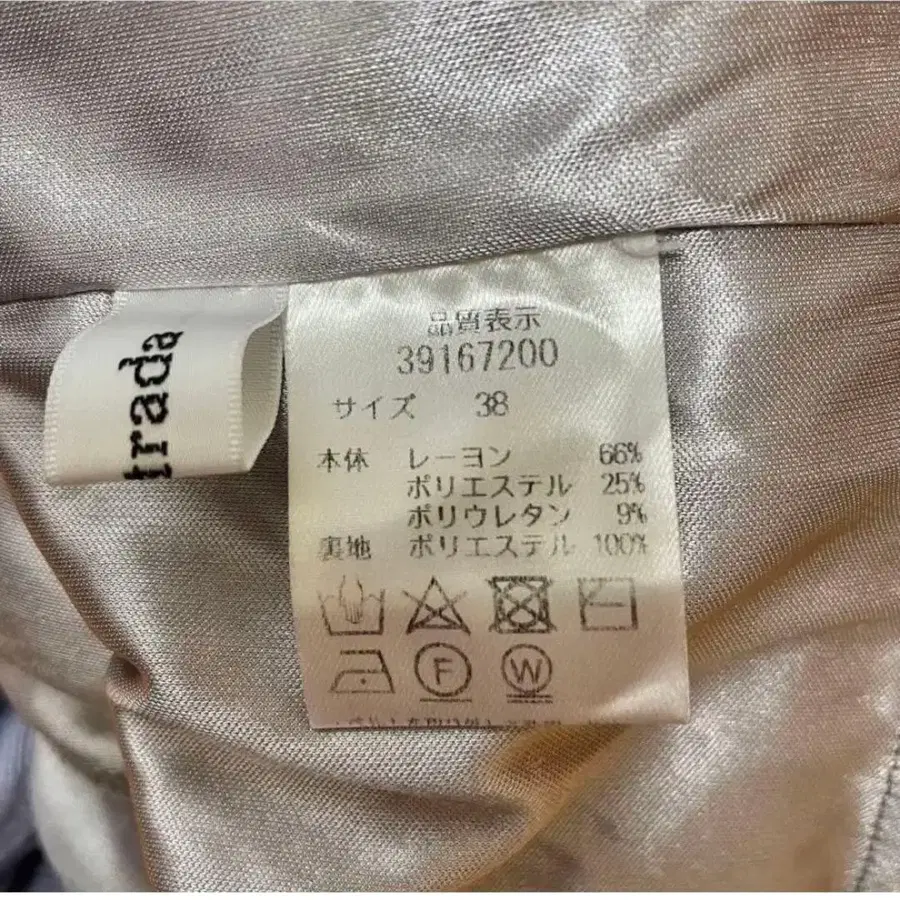 trada
品質表示
39167200
サイズ 38
本体 レーヨン 66%
ポリエステル 25%
ポリウレタン 9%
裏地 ポリエステル 100%
F W